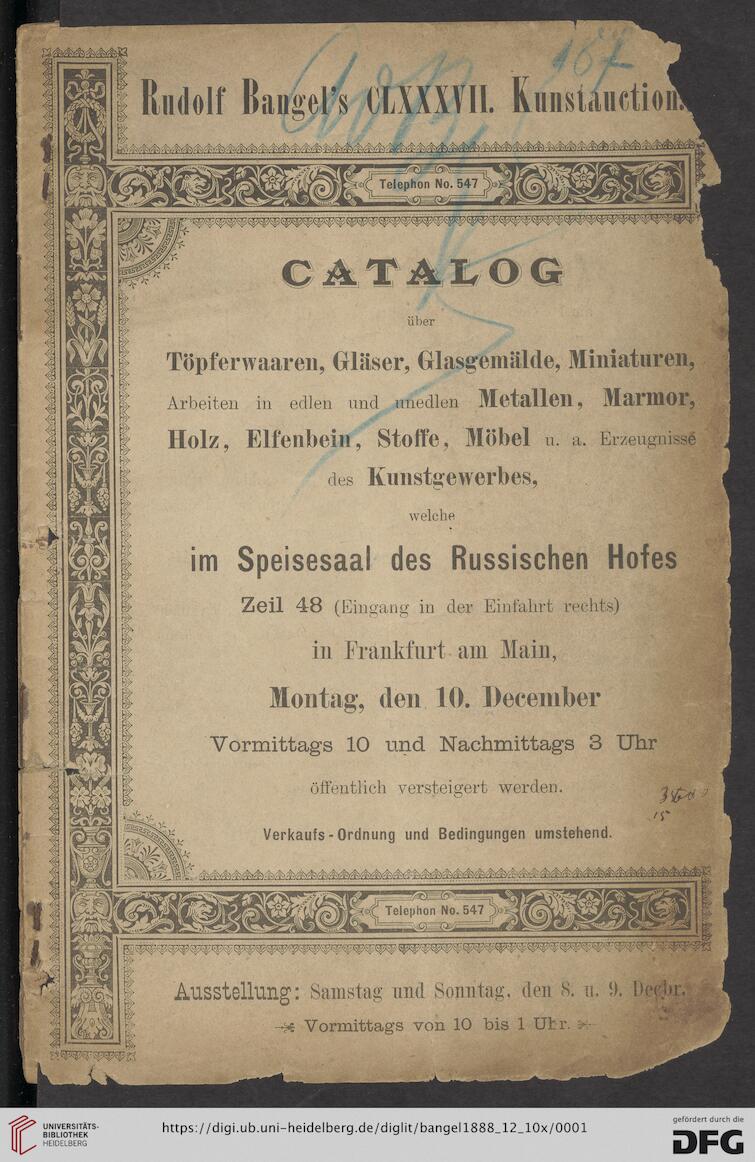 Rudolf Bangel's CLXXXVII. Kunstauction.
Telephon No. 547
CATALOG
über
Töpferwaaren, Gläser, Glasgemälde, Miniaturen,
Arbeiten in edlen und unedlen Metallen, Marmor,
Holz, Elfenbein, Stoffe, Möbel u. a. Erzeugnisse
des Kunstgewerbes,
welche
im Speisesaal des Russischen Hofes
Zeil 48 (Eingang in der Einfahrt rechts)
in Frankfurt am Main,
Montag, den 10. December
Vormittags 10 und Nachmittags 3 Uhr
öffentlich versteigert werden.
15
Verkaufs-Ordnung und Bedingungen umstehend.
Telephon No. 547
Ausstellung: Samstag und Sonntag, den 8. u. 9. Decbr.
Vormittags von 10 bis 1 Uhr.
UNIVERSITÄTS-
BIBLIOTHEK
HEIDELBERG
https://digi.ub.uni-heidelberg.de/diglit/bangel1888_12_10x/0001
gefördert durch die
DFG